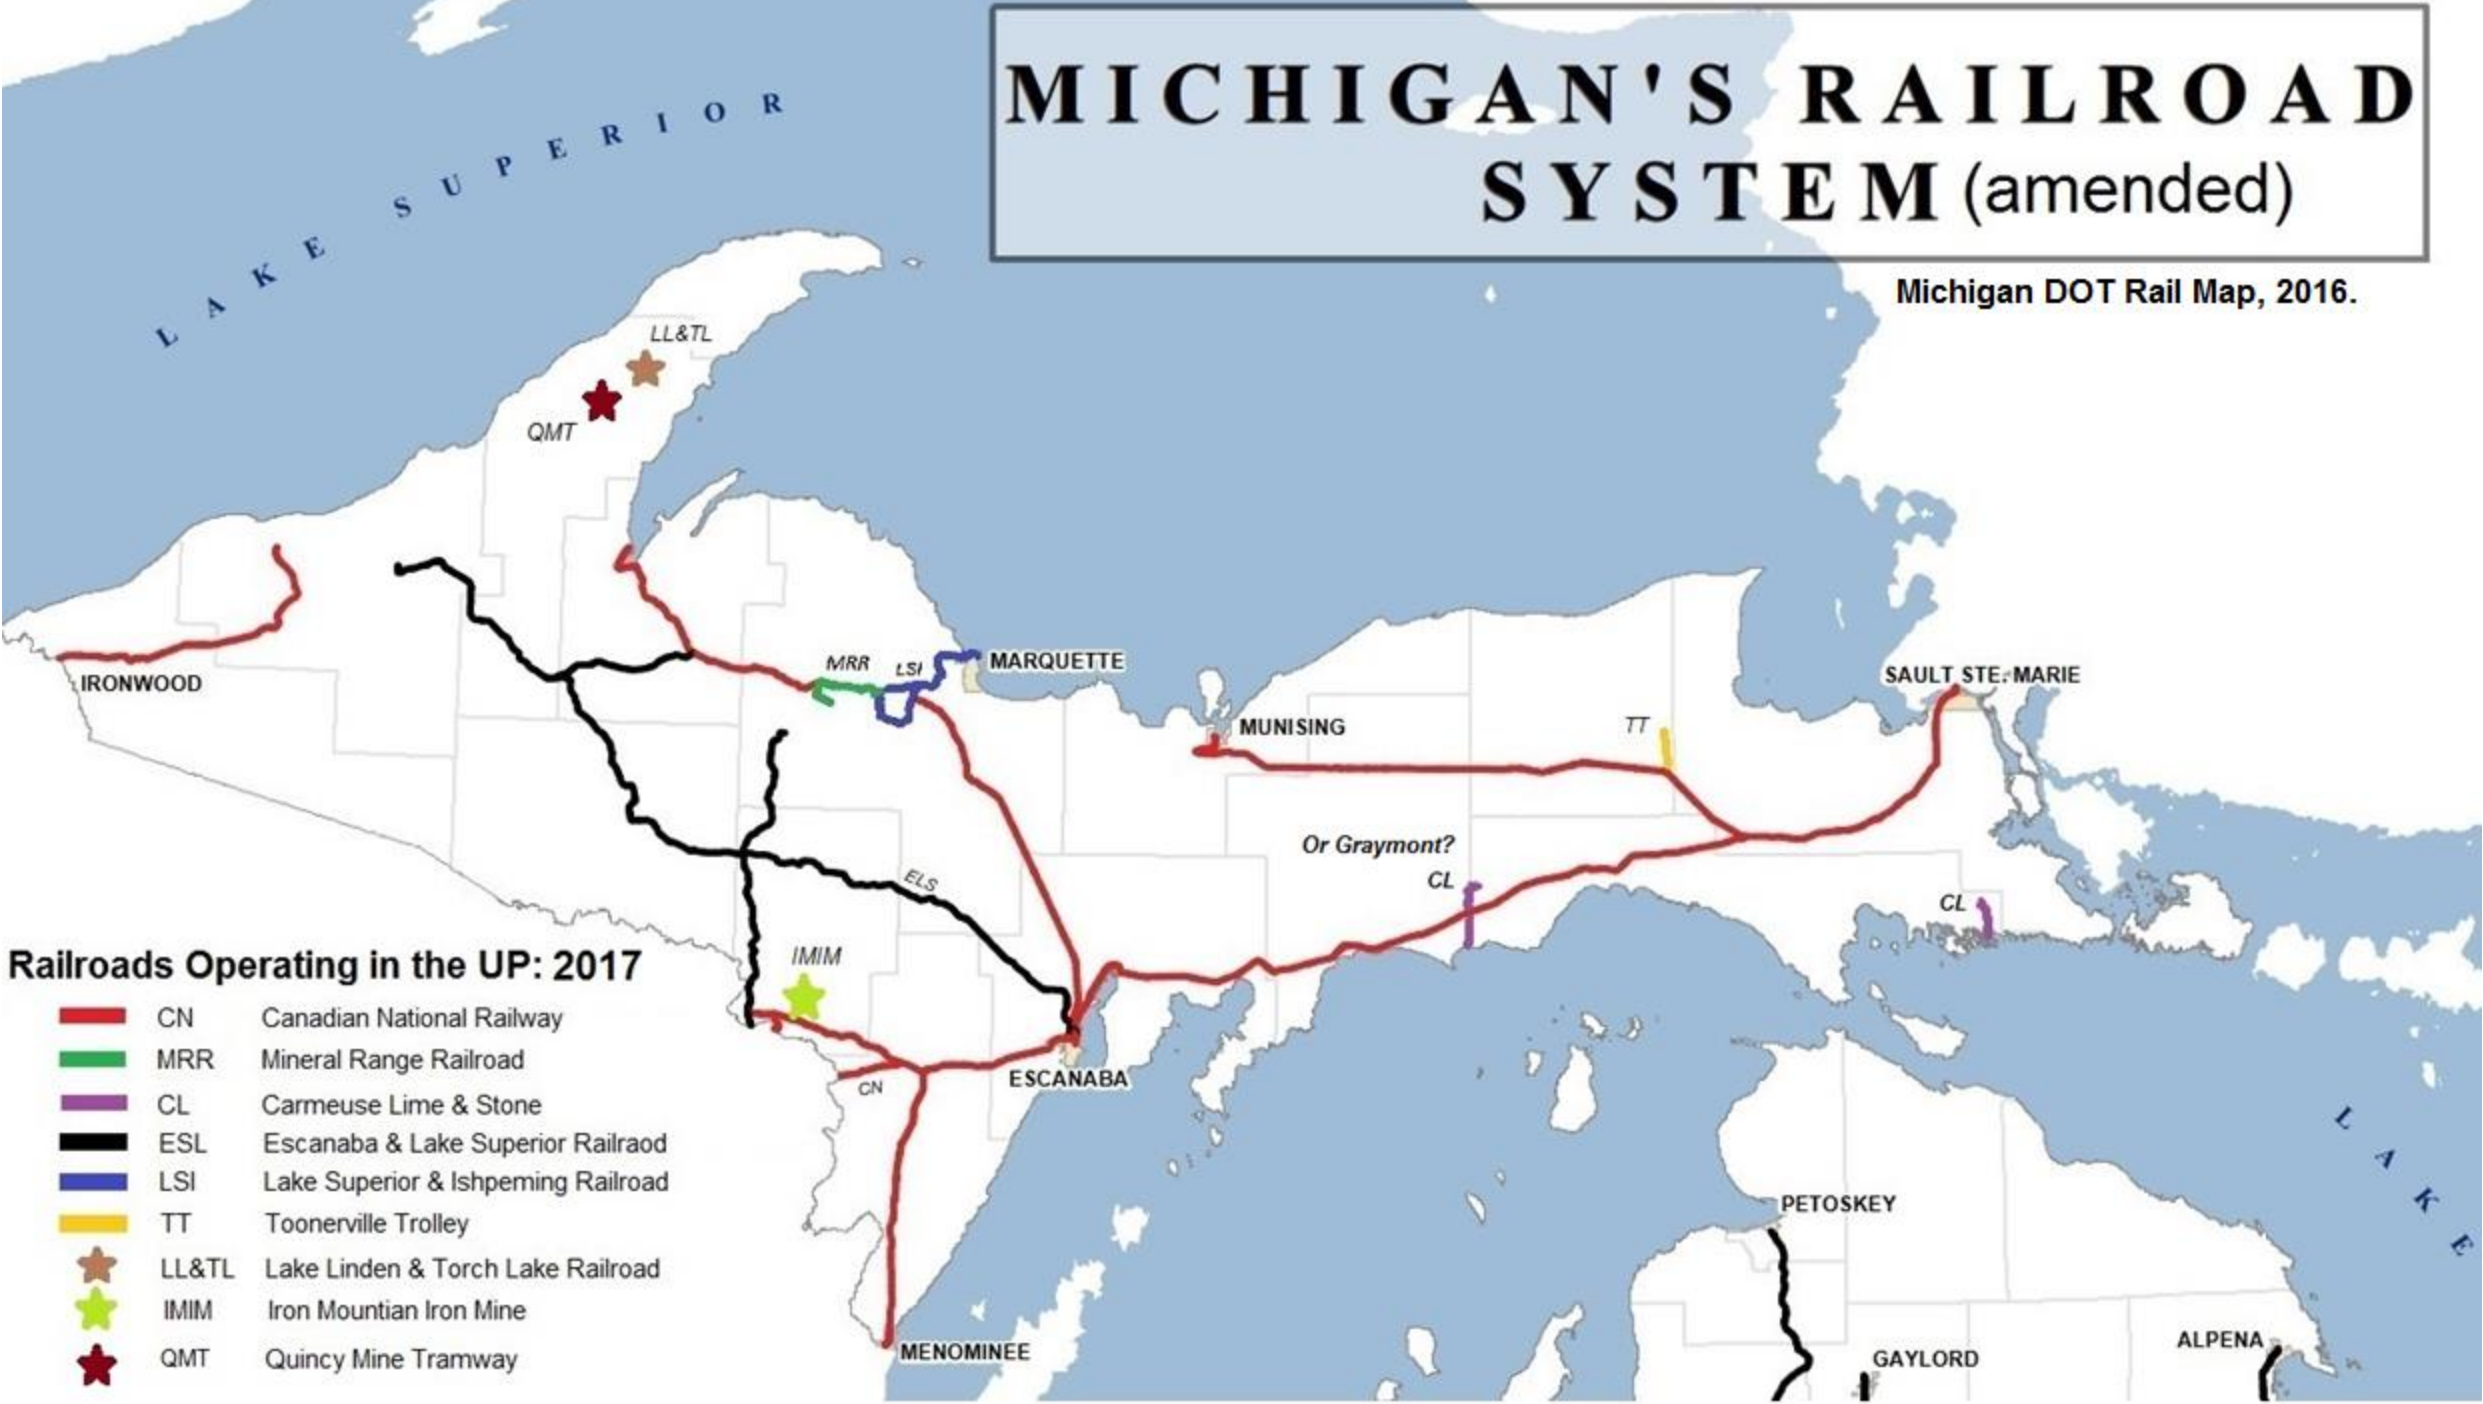 MICHIGAN'S RAILROAD
SYSTEM (amended)
Michigan DOT Rail Map, 2016.
LAKE SUPERIOR
LL&TL
QMT
IRONWOOD
MRR
LSI
MARQUETTE
MUNISING
TT
SAULT STE. MARIE
Or Graymont?
CL
CL
ELS
IMIM
CN
ESCANABA
MENOMINEE
PETOSKEY
GAYLORD
ALPENA
LAKE
Railroads Operating in the UP: 2017
CN Canadian National Railway
MRR Mineral Range Railroad
CL Carmeuse Lime & Stone
ESL Escanaba & Lake Superior Railraod
LSI Lake Superior & Ishpeming Railroad
TT Toonerville Trolley
LL&TL Lake Linden & Torch Lake Railroad
IMIM Iron Mountian Iron Mine
QMT Quincy Mine Tramway